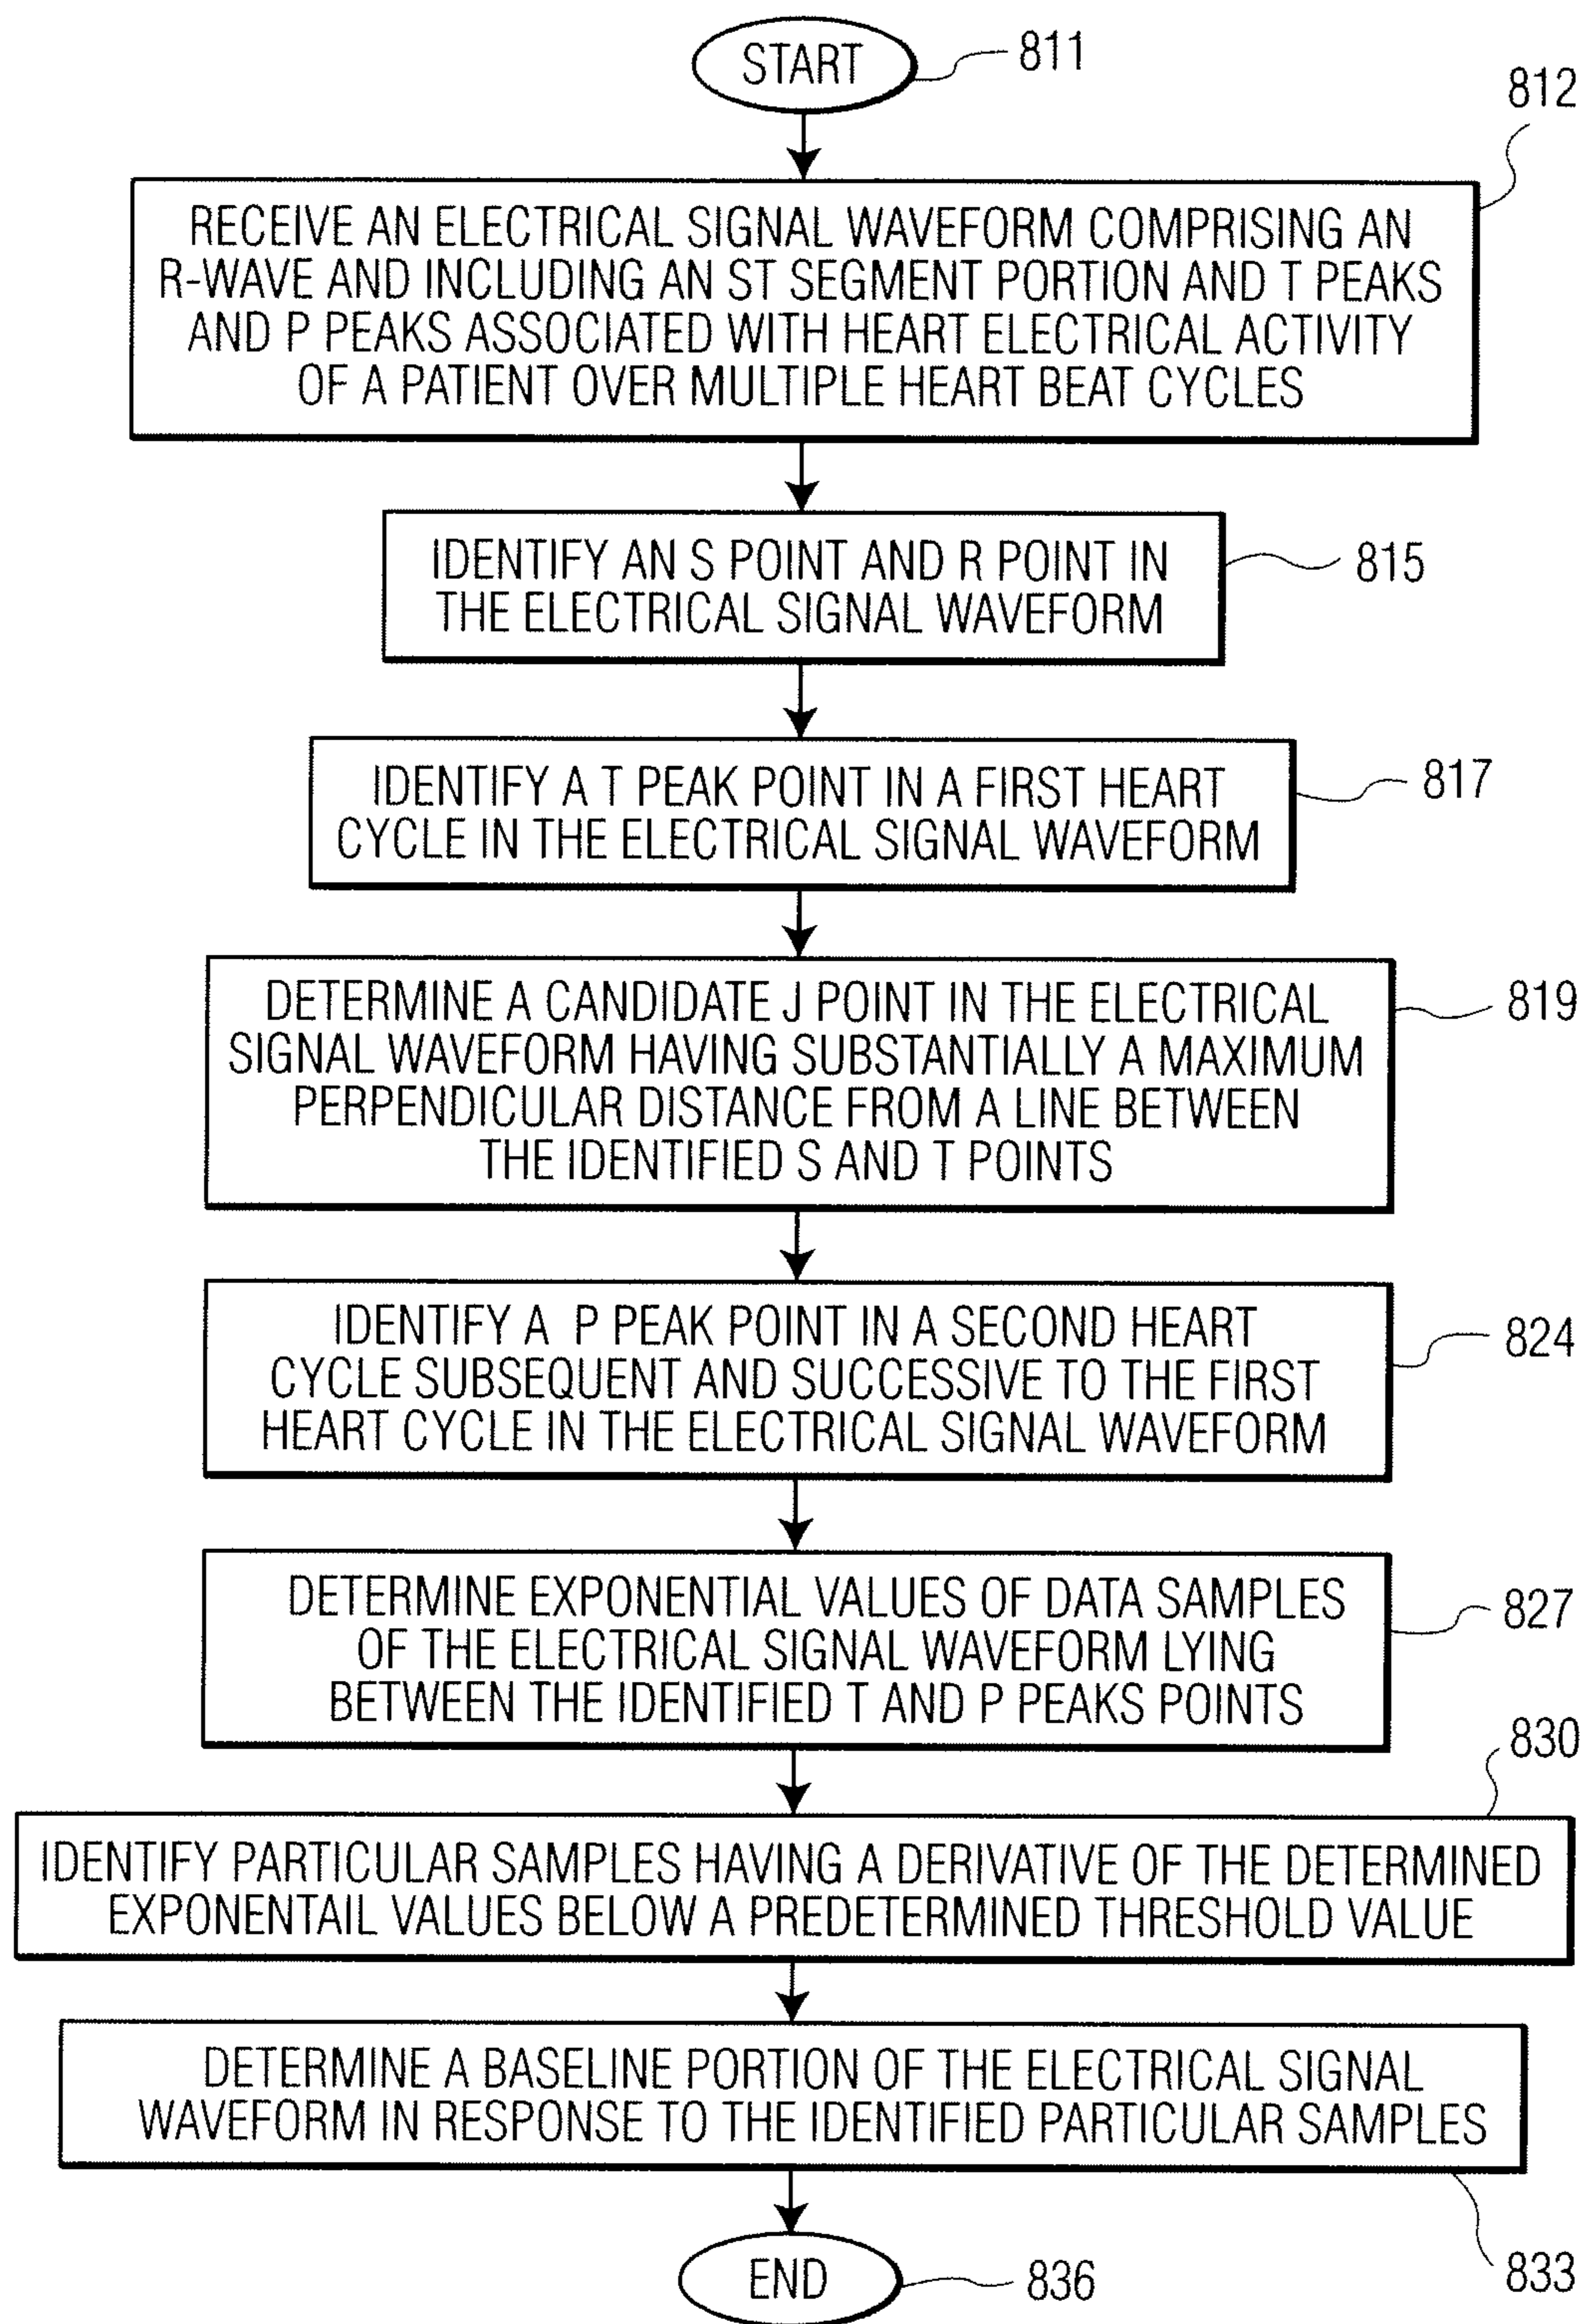 START
811
812
RECEIVE AN ELECTRICAL SIGNAL WAVEFORM COMPRISING AN
R-WAVE AND INCLUDING AN ST SEGMENT PORTION AND T PEAKS
AND P PEAKS ASSOCIATED WITH HEART ELECTRICAL ACTIVITY
OF A PATIENT OVER MULTIPLE HEART BEAT CYCLES
IDENTIFY AN S POINT AND R POINT IN
THE ELECTRICAL SIGNAL WAVEFORM
815
IDENTIFY A T PEAK POINT IN A FIRST HEART
CYCLE IN THE ELECTRICAL SIGNAL WAVEFORM
817
DETERMINE A CANDIDATE J POINT IN THE ELECTRICAL
SIGNAL WAVEFORM HAVING SUBSTANTIALLY A MAXIMUM
PERPENDICULAR DISTANCE FROM A LINE BETWEEN
THE IDENTIFIED S AND T POINTS
819
IDENTIFY A P PEAK POINT IN A SECOND HEART
CYCLE SUBSEQUENT AND SUCCESSIVE TO THE FIRST
HEART CYCLE IN THE ELECTRICAL SIGNAL WAVEFORM
824
DETERMINE EXPONENTIAL VALUES OF DATA SAMPLES
OF THE ELECTRICAL SIGNAL WAVEFORM LYING
BETWEEN THE IDENTIFIED T AND P PEAKS POINTS
827
830
IDENTIFY PARTICULAR SAMPLES HAVING A DERIVATIVE OF THE DETERMINED
EXPONENTAIL VALUES BELOW A PREDETERMINED THRESHOLD VALUE
DETERMINE A BASELINE PORTION OF THE ELECTRICAL SIGNAL
WAVEFORM IN RESPONSE TO THE IDENTIFIED PARTICULAR SAMPLES
833
END
836